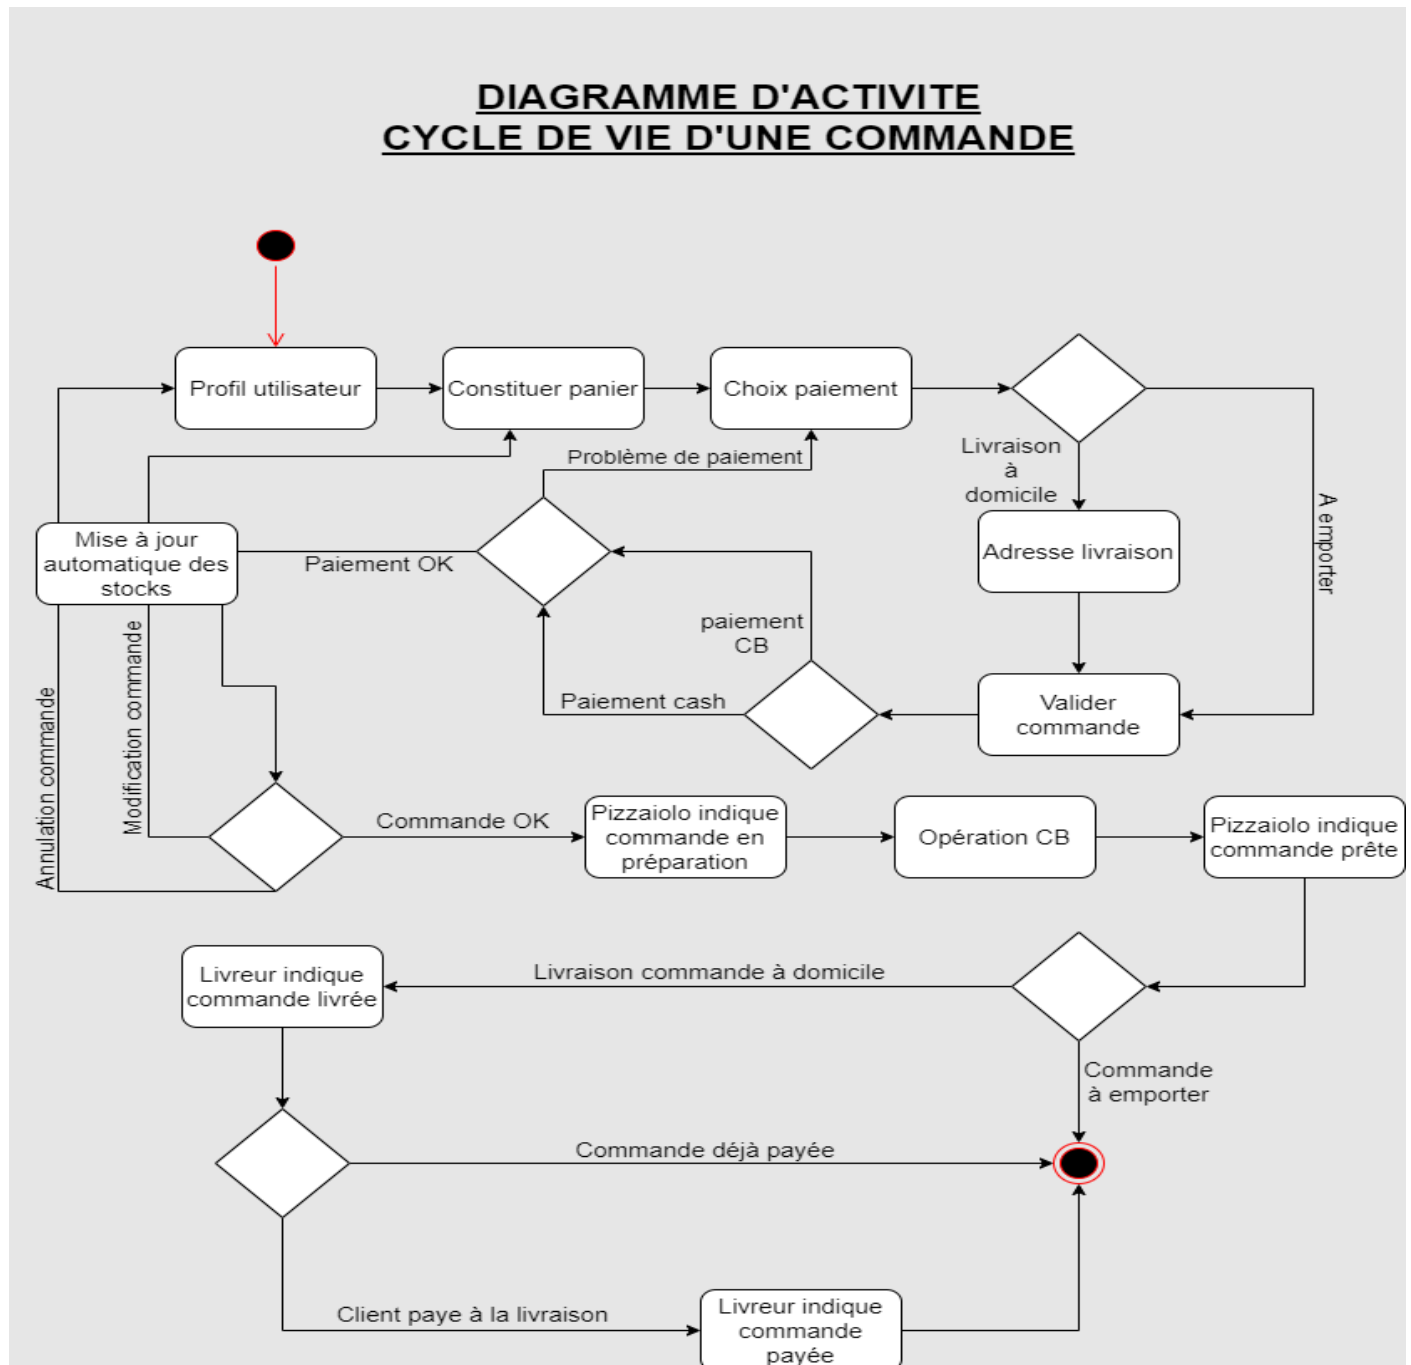 DIAGRAMME D'ACTIVITE
CYCLE DE VIE D'UNE COMMANDE
Profil utilisateur
Constituer panier
Choix paiement
Livraison
à
domicile
A emporter
Problème de paiement
Mise à jour
automatique des
stocks
Paiement OK
Adresse livraison
paiement
CB
Paiement cash
Valider
commande
Annulation commande
Modification commande
Commande OK
Pizzaiolo indique
commande en
préparation
Opération CB
Pizzaiolo indique
commande prête
Livreur indique
commande livrée
Livraison commande à domicile
Commande
à emporter
Commande déjà payée
Client paye à la livraison
Livreur indique
commande
payée